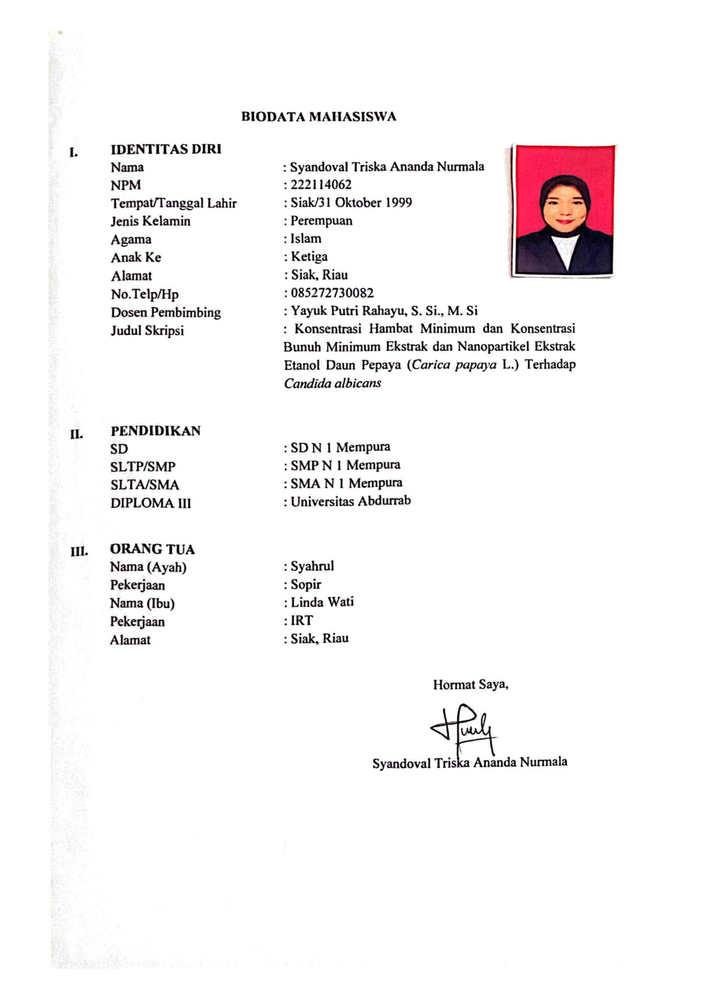 BIODATA MAHASISWA
I. IDENTITAS DIRI
Nama : Syandoval Triska Ananda Nurmala
NPM : 222114062
Tempat/Tanggal Lahir : Siak/31 Oktober 1999
Jenis Kelamin : Perempuan
Agama : Islam
Anak Ke : Ketiga
Alamat : Siak, Riau
No.Telp/Hp : 085272730082
Dosen Pembimbing : Yayuk Putri Rahayu, S. Si., M. Si
Judul Skripsi : Konsentrasi Hambat Minimum dan Konsentrasi
Bunuh Minimum Ekstrak dan Nanopartikel Ekstrak
Etanol Daun Pepaya (Carica papaya L.) Terhadap
Candida albicans
II. PENDIDIKAN
SD : SD N 1 Mempura
SLTP/SMP : SMP N 1 Mempura
SLTA/SMA : SMA N 1 Mempura
DIPLOMA III : Universitas Abdurrab
III. ORANG TUA
Nama (Ayah) : Syahrul
Pekerjaan : Sopir
Nama (Ibu) : Linda Wati
Pekerjaan : IRT
Alamat : Siak, Riau
Hormat Saya,
Syandoval Triska Ananda Nurmala